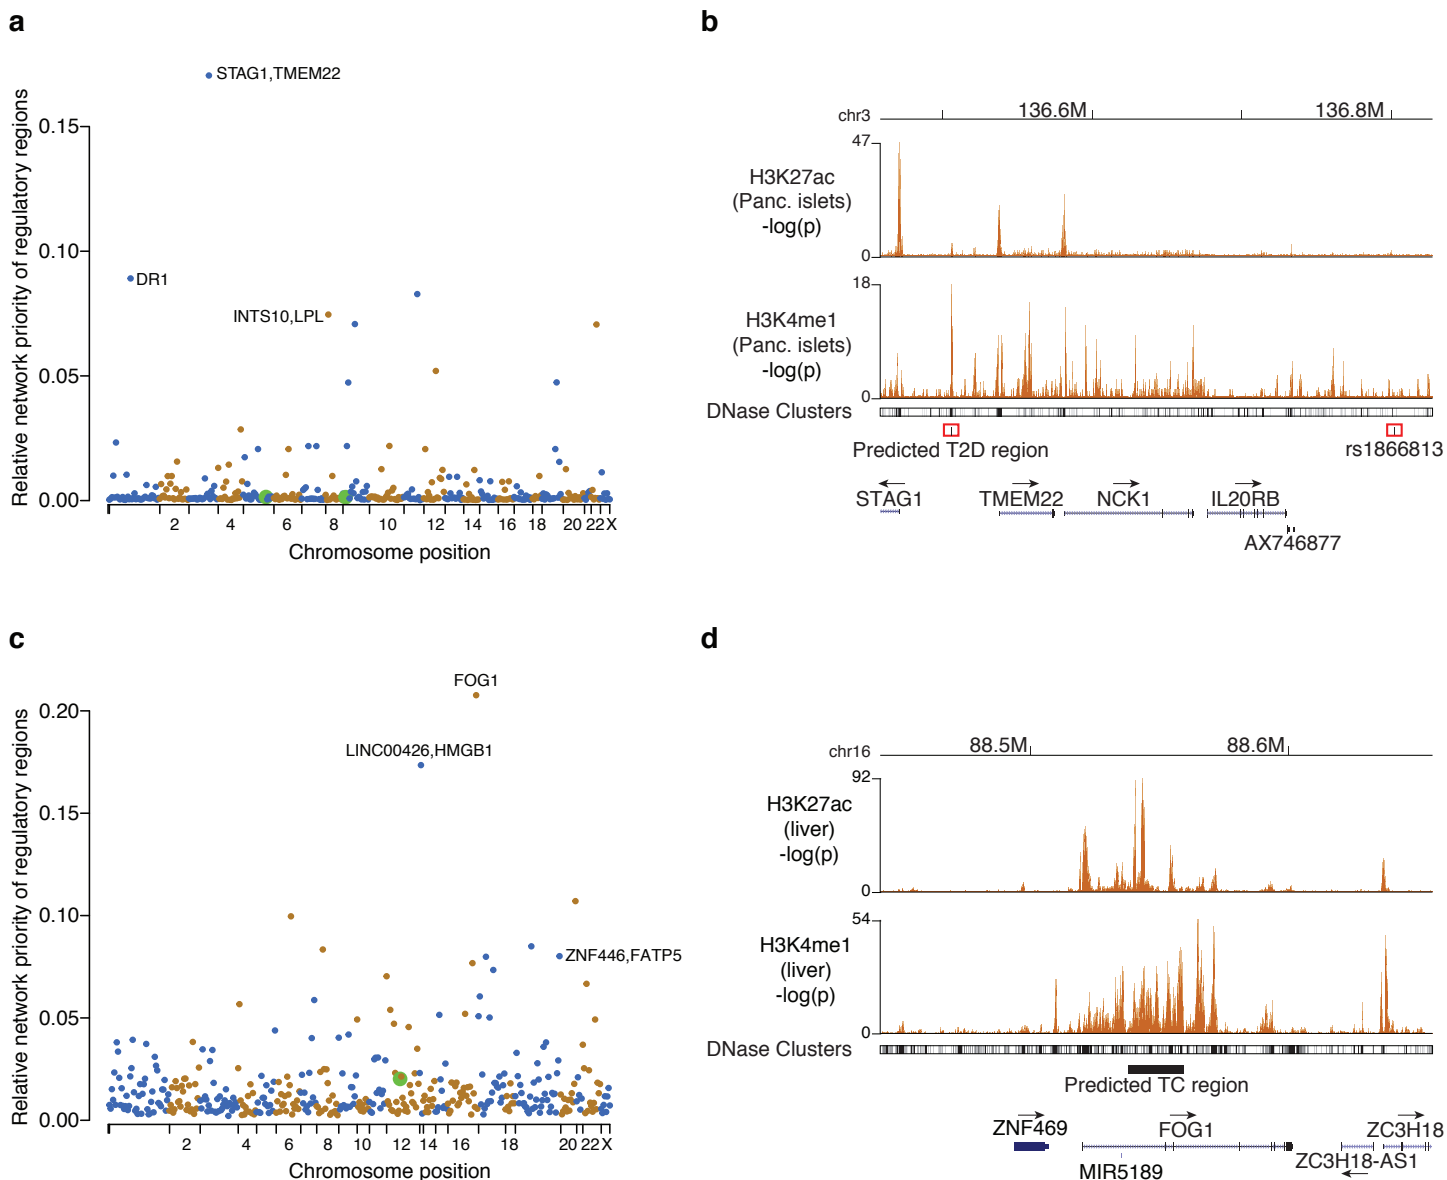 a
Relative network priority of regulatory regions
0.15
0.10
0.05
0.00
STAG1,TMEM22
DR1
INTS10,LPL
2 4 6 8 10 12 14 16 18 20 22 X
Chromosome position
b
chr3
136.6M
136.8M
47
H3K27ac
(Panc. islets)
-log(p)
0
18
H3K4me1
(Panc. islets)
-log(p)
0
DNase Clusters
Predicted T2D region
rs1866813
STAG1 TMEM22 NCK1 IL20RB
AX746877
c
Relative network priority of regulatory regions
0.20
0.15
0.10
0.05
0.00
FOG1
LINC00426,HMGB1
ZNF446,FATP5
2 4 6 8 10 12 14 16 18 20 22 X
Chromosome position
d
chr16
88.5M
88.6M
92
H3K27ac
(liver)
-log(p)
0
54
H3K4me1
(liver)
-log(p)
0
DNase Clusters
Predicted TC region
ZNF469 FOG1 ZC3H18
MIR5189
ZC3H18-AS1